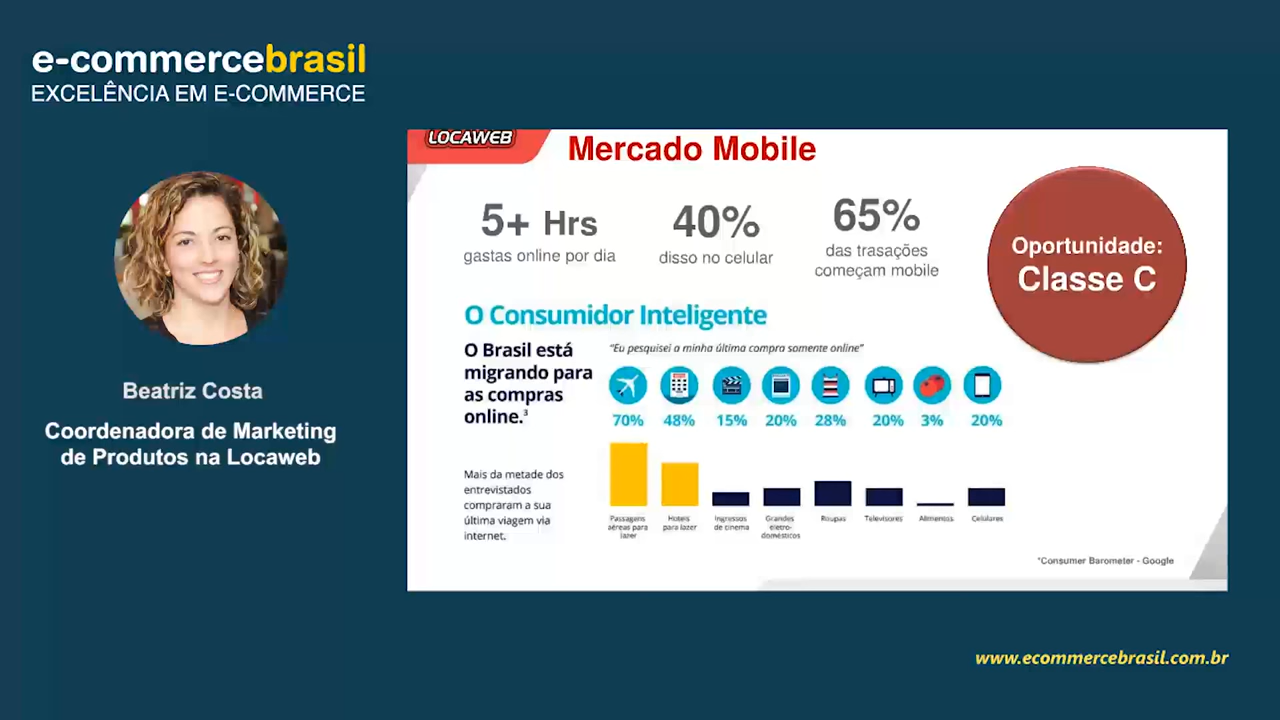 e-commercebrasil
EXCELÊNCIA EM E-COMMERCE
Beatriz Costa
Coordenadora de Marketing
de Produtos na Locaweb
LOCAWEB
Mercado Mobile
5+ Hrs
gastas online por dia
40%
disso no celular
65%
das trasações
começam mobile
Oportunidade:
Classe C
O Consumidor Inteligente
O Brasil está
migrando para
as compras
online.³
"Eu pesquisei a minha última compra somente online"
70% 48% 15% 20% 28% 20% 3% 20%
Mais da metade dos
entrevistados
compraram a sua
última viagem via
internet.
Passagens
aéreas para
lazer
Hoteis
para lazer
Ingressos
de cinema
Grandes
eletro-
domésticos
Roupas
Televisores
Alimentos
Celulares
*Consumer Barometer - Google
www.ecommercebrasil.com.br